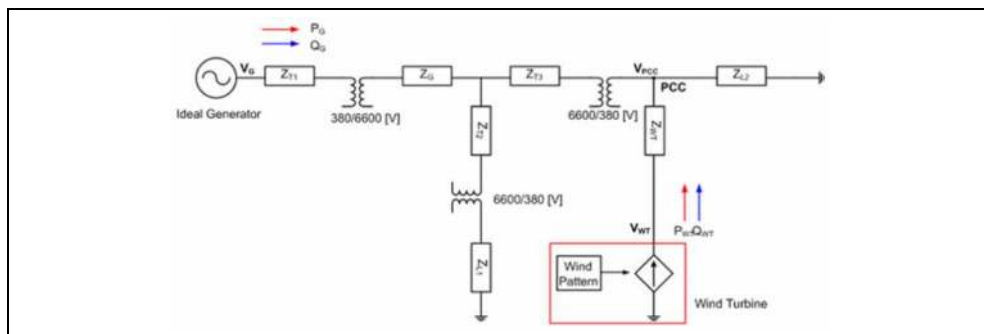 P_G
Q_G
V_G
Z_T1
Z_G
Z_T3
V_PCC
PCC
Z_L2
Ideal Generator
380/6600 [V]
6600/380 [V]
Z_T2
Z_WT
6600/380 [V]
V_WT
P_WT Q_WT
Z_L1
Wind
Pattern
Wind Turbine